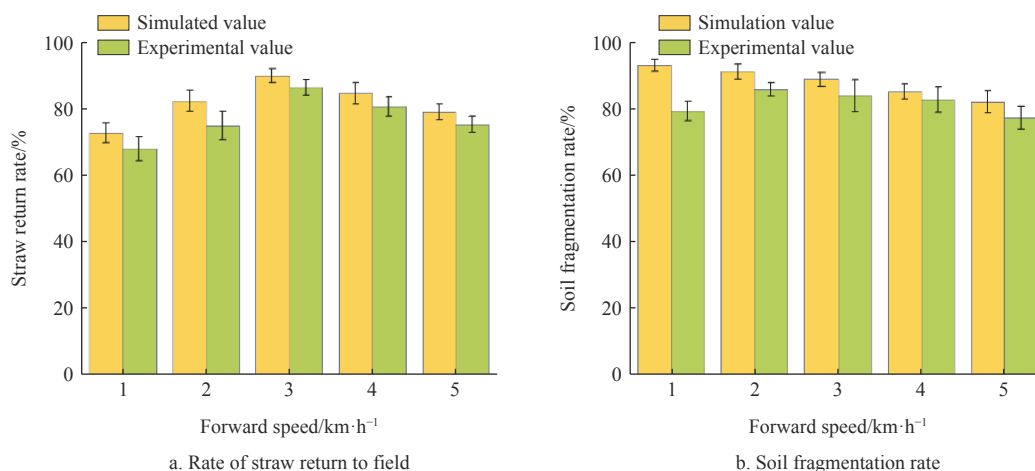 Simulated value
Experimental value
100
80
60
40
20
0
Straw return rate/%
1 2 3 4 5
Forward speed/km·h⁻¹
a. Rate of straw return to field
Simulation value
Experimental value
100
80
60
40
20
0
Soil fragmentation rate/%
1 2 3 4 5
Forward speed/km·h⁻¹
b. Soil fragmentation rate